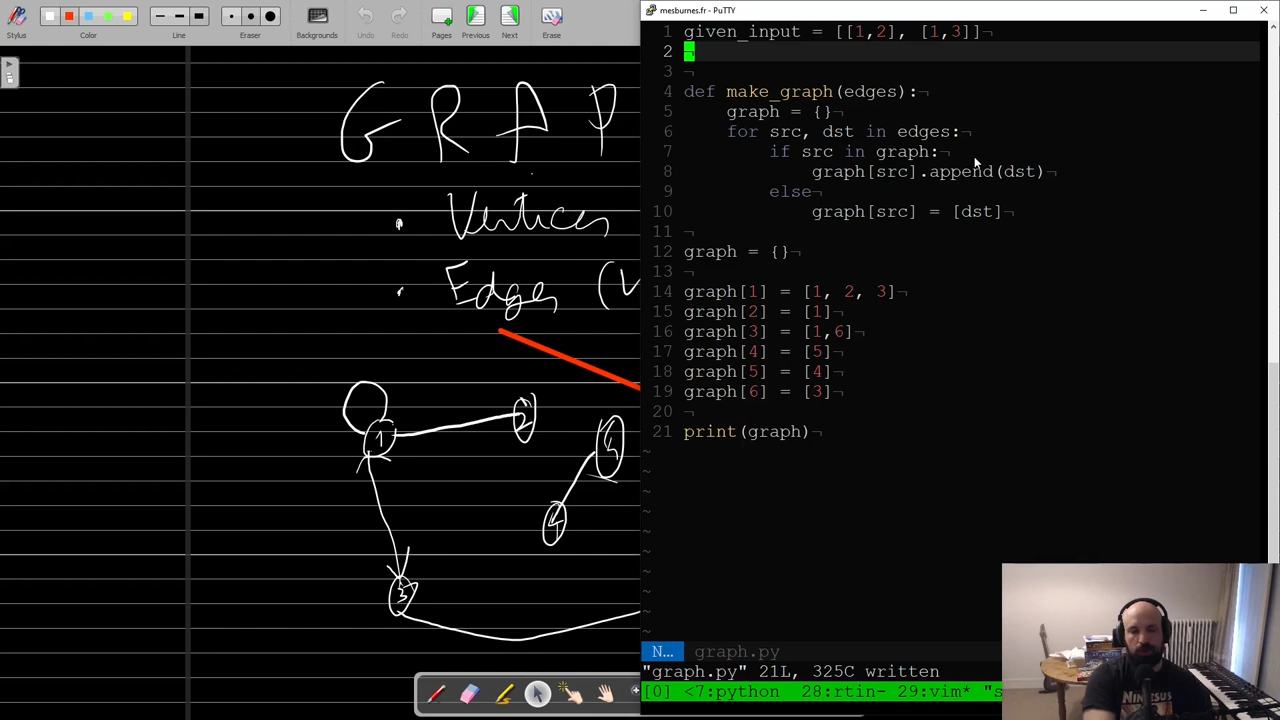 mesburnes.fr - PuTTY
Stylus
Color
Line
Eraser
Backgrounds
Undo
Redo
Pages
Previous
Next
Erase
GRAP
• Vertices
• Edges (V
1
2
5
4
3
1 given_input = [[1,2], [1,3]]¬
2 ¬
3 ¬
4 def make_graph(edges):¬
5 graph = {}¬
6 for src, dst in edges:¬
7 if src in graph:¬
8 graph[src].append(dst)¬
9 else¬
10 graph[src] = [dst]¬
11 ¬
12 graph = {}¬
13 ¬
14 graph[1] = [1, 2, 3]¬
15 graph[2] = [1]¬
16 graph[3] = [1,6]¬
17 graph[4] = [5]¬
18 graph[5] = [4]¬
19 graph[6] = [3]¬
20 ¬
21 print(graph)¬
~
~
~
~
~
~
~
~
~
~
N... graph.py
"graph.py" 21L, 325C written
[0] <7:python 28:rtin- 29:vim* "s